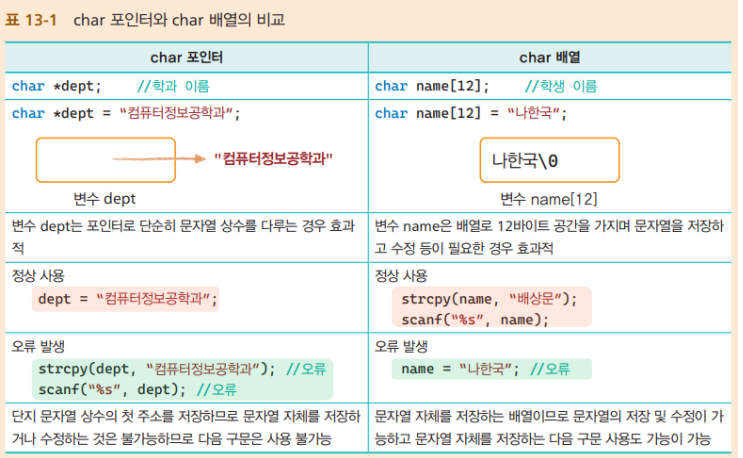 표 13-1 char 포인터와 char 배열의 비교
char 포인터
char 배열
char *dept; //학과 이름
char name[12]; //학생 이름
char *dept = “컴퓨터정보공학과”;
char name[12] = “나한국”;
"컴퓨터정보공학과"
나한국\0
변수 dept
변수 name[12]
변수 dept는 포인터로 단순히 문자열 상수를 다루는 경우 효과
적
변수 name은 배열로 12바이트 공간을 가지며 문자열을 저장하
고 수정 등이 필요한 경우 효과적
정상 사용
dept = “컴퓨터정보공학과”;
정상 사용
strcpy(name, “배상문”);
scanf(“%s”, name);
오류 발생
strcpy(dept, “컴퓨터정보공학과”); //오류
scanf(“%s”, dept); //오류
오류 발생
name = “나한국”; //오류
단지 문자열 상수의 첫 주소를 저장하므로 문자열 자체를 저장하
거나 수정하는 것은 불가능하므로 다음 구문은 사용 불가능
문자열 자체를 저장하는 배열이므로 문자열의 저장 및 수정이 가
능하고 문자열 자체를 저장하는 다음 구문 사용도 가능이 가능